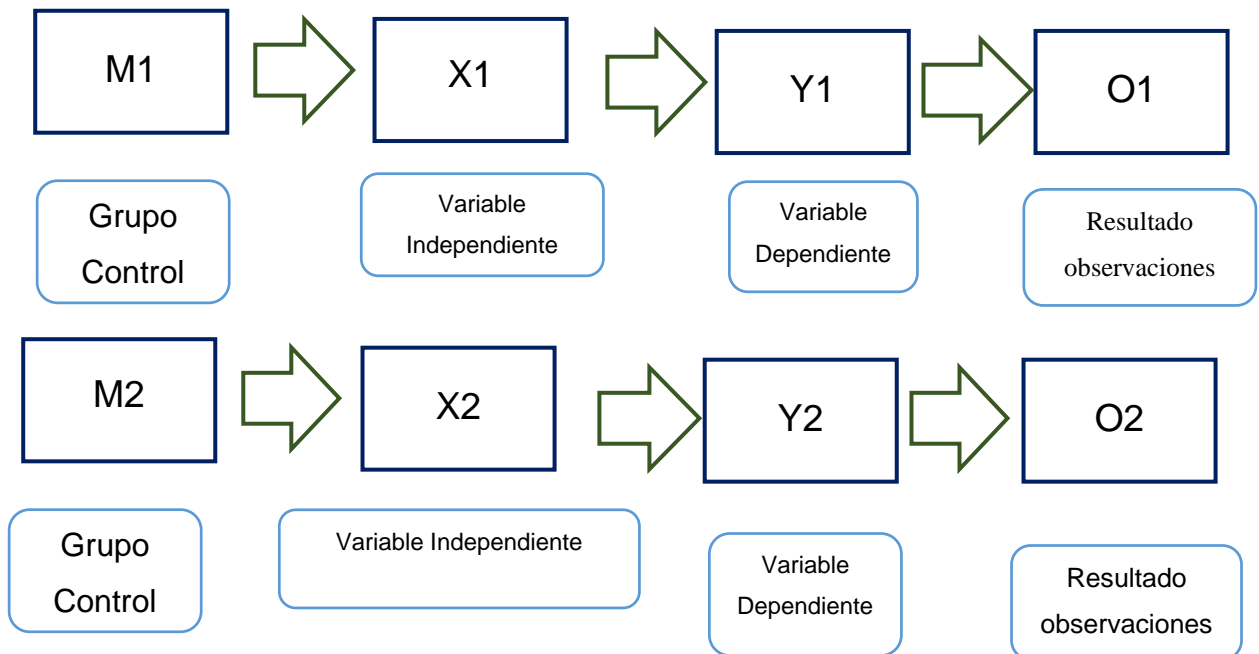 M1
X1
Y1
O1
Grupo
Control
Variable
Independiente
Variable
Dependiente
Resultado
observaciones
M2
X2
Y2
O2
Grupo
Control
Variable Independiente
Variable
Dependiente
Resultado
observaciones